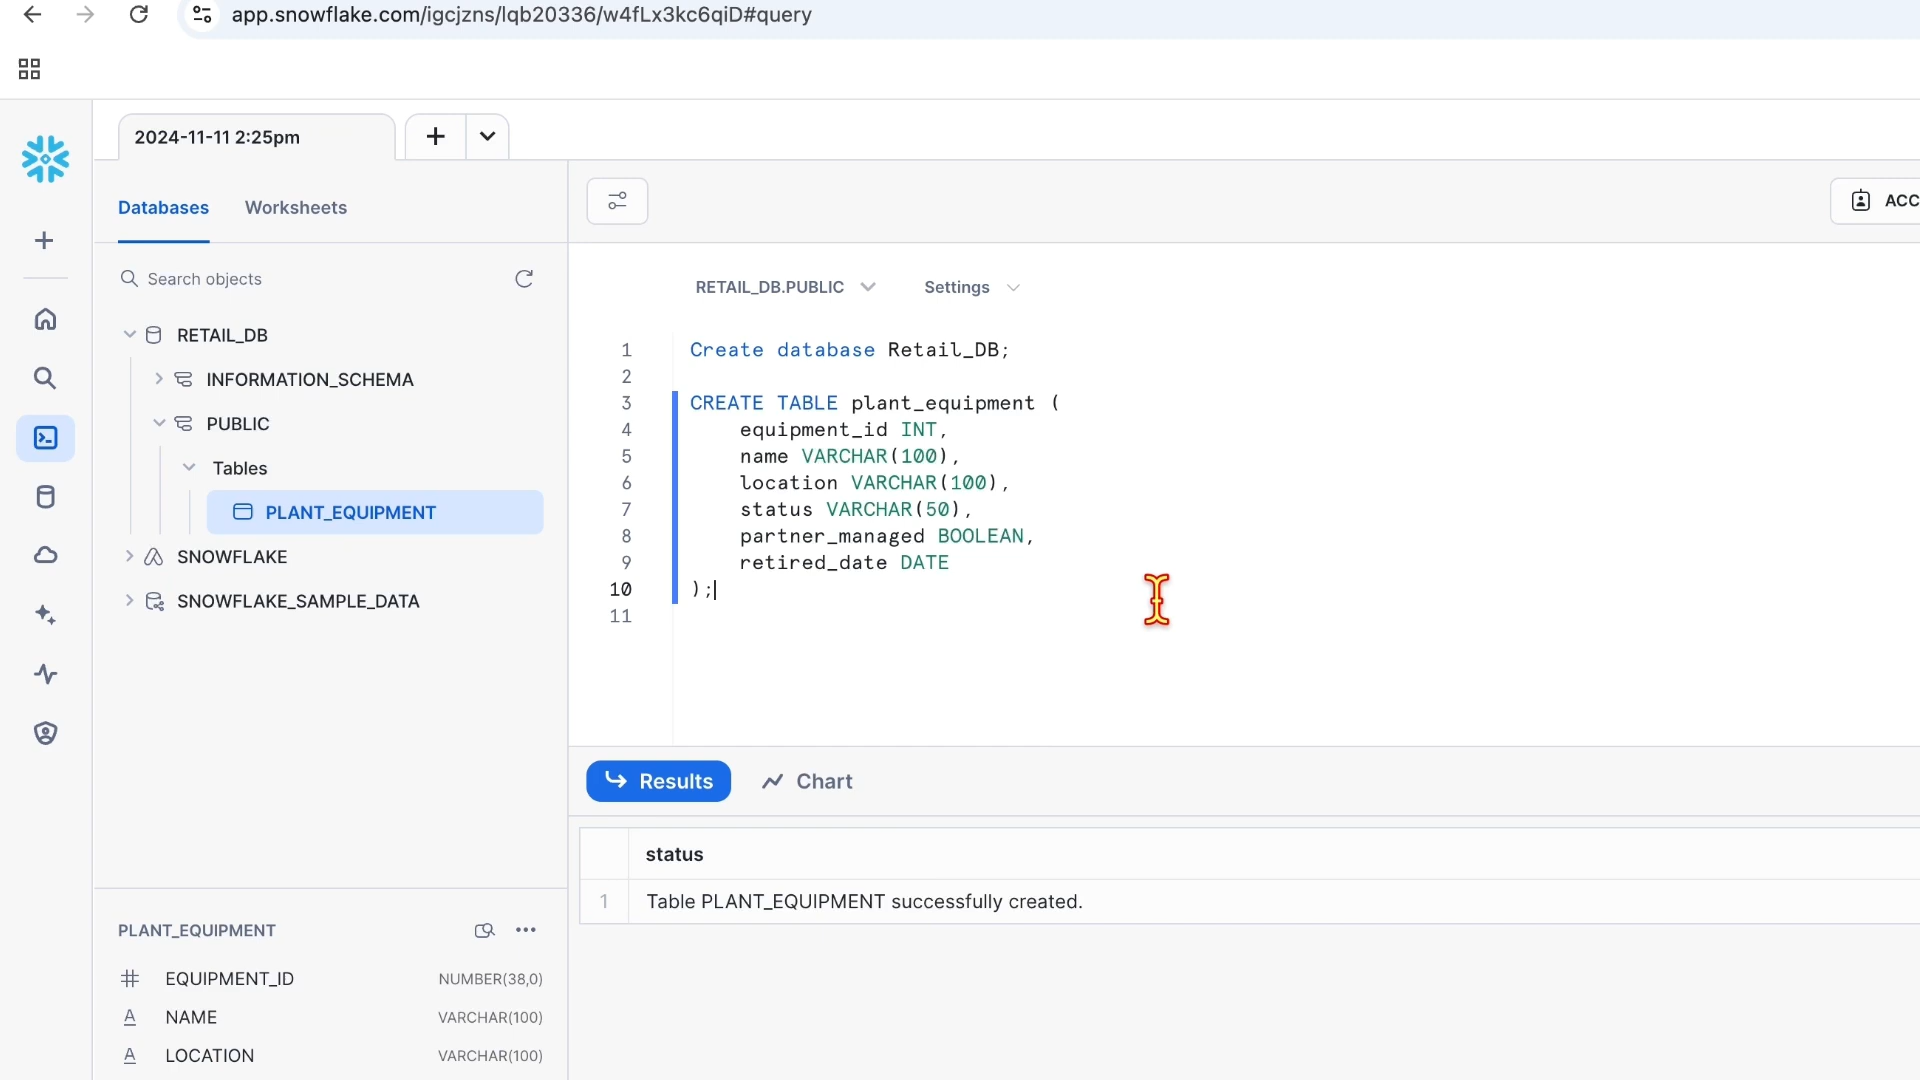 app.snowflake.com/igcjzns/lqb20336/w4fLx3kc6qiD#query
2024-11-11 2:25pm
Databases Worksheets
ACC
Search objects
RETAIL_DB.PUBLIC Settings
RETAIL_DB
INFORMATION_SCHEMA
PUBLIC
Tables
PLANT_EQUIPMENT
SNOWFLAKE
SNOWFLAKE_SAMPLE_DATA
1 Create database Retail_DB;
2
3 CREATE TABLE plant_equipment (
4 equipment_id INT,
5 name VARCHAR(100),
6 location VARCHAR(100),
7 status VARCHAR(50),
8 partner_managed BOOLEAN,
9 retired_date DATE
10 );
11
Results Chart
status
1 Table PLANT_EQUIPMENT successfully created.
PLANT_EQUIPMENT
EQUIPMENT_ID NUMBER(38,0)
NAME VARCHAR(100)
LOCATION VARCHAR(100)